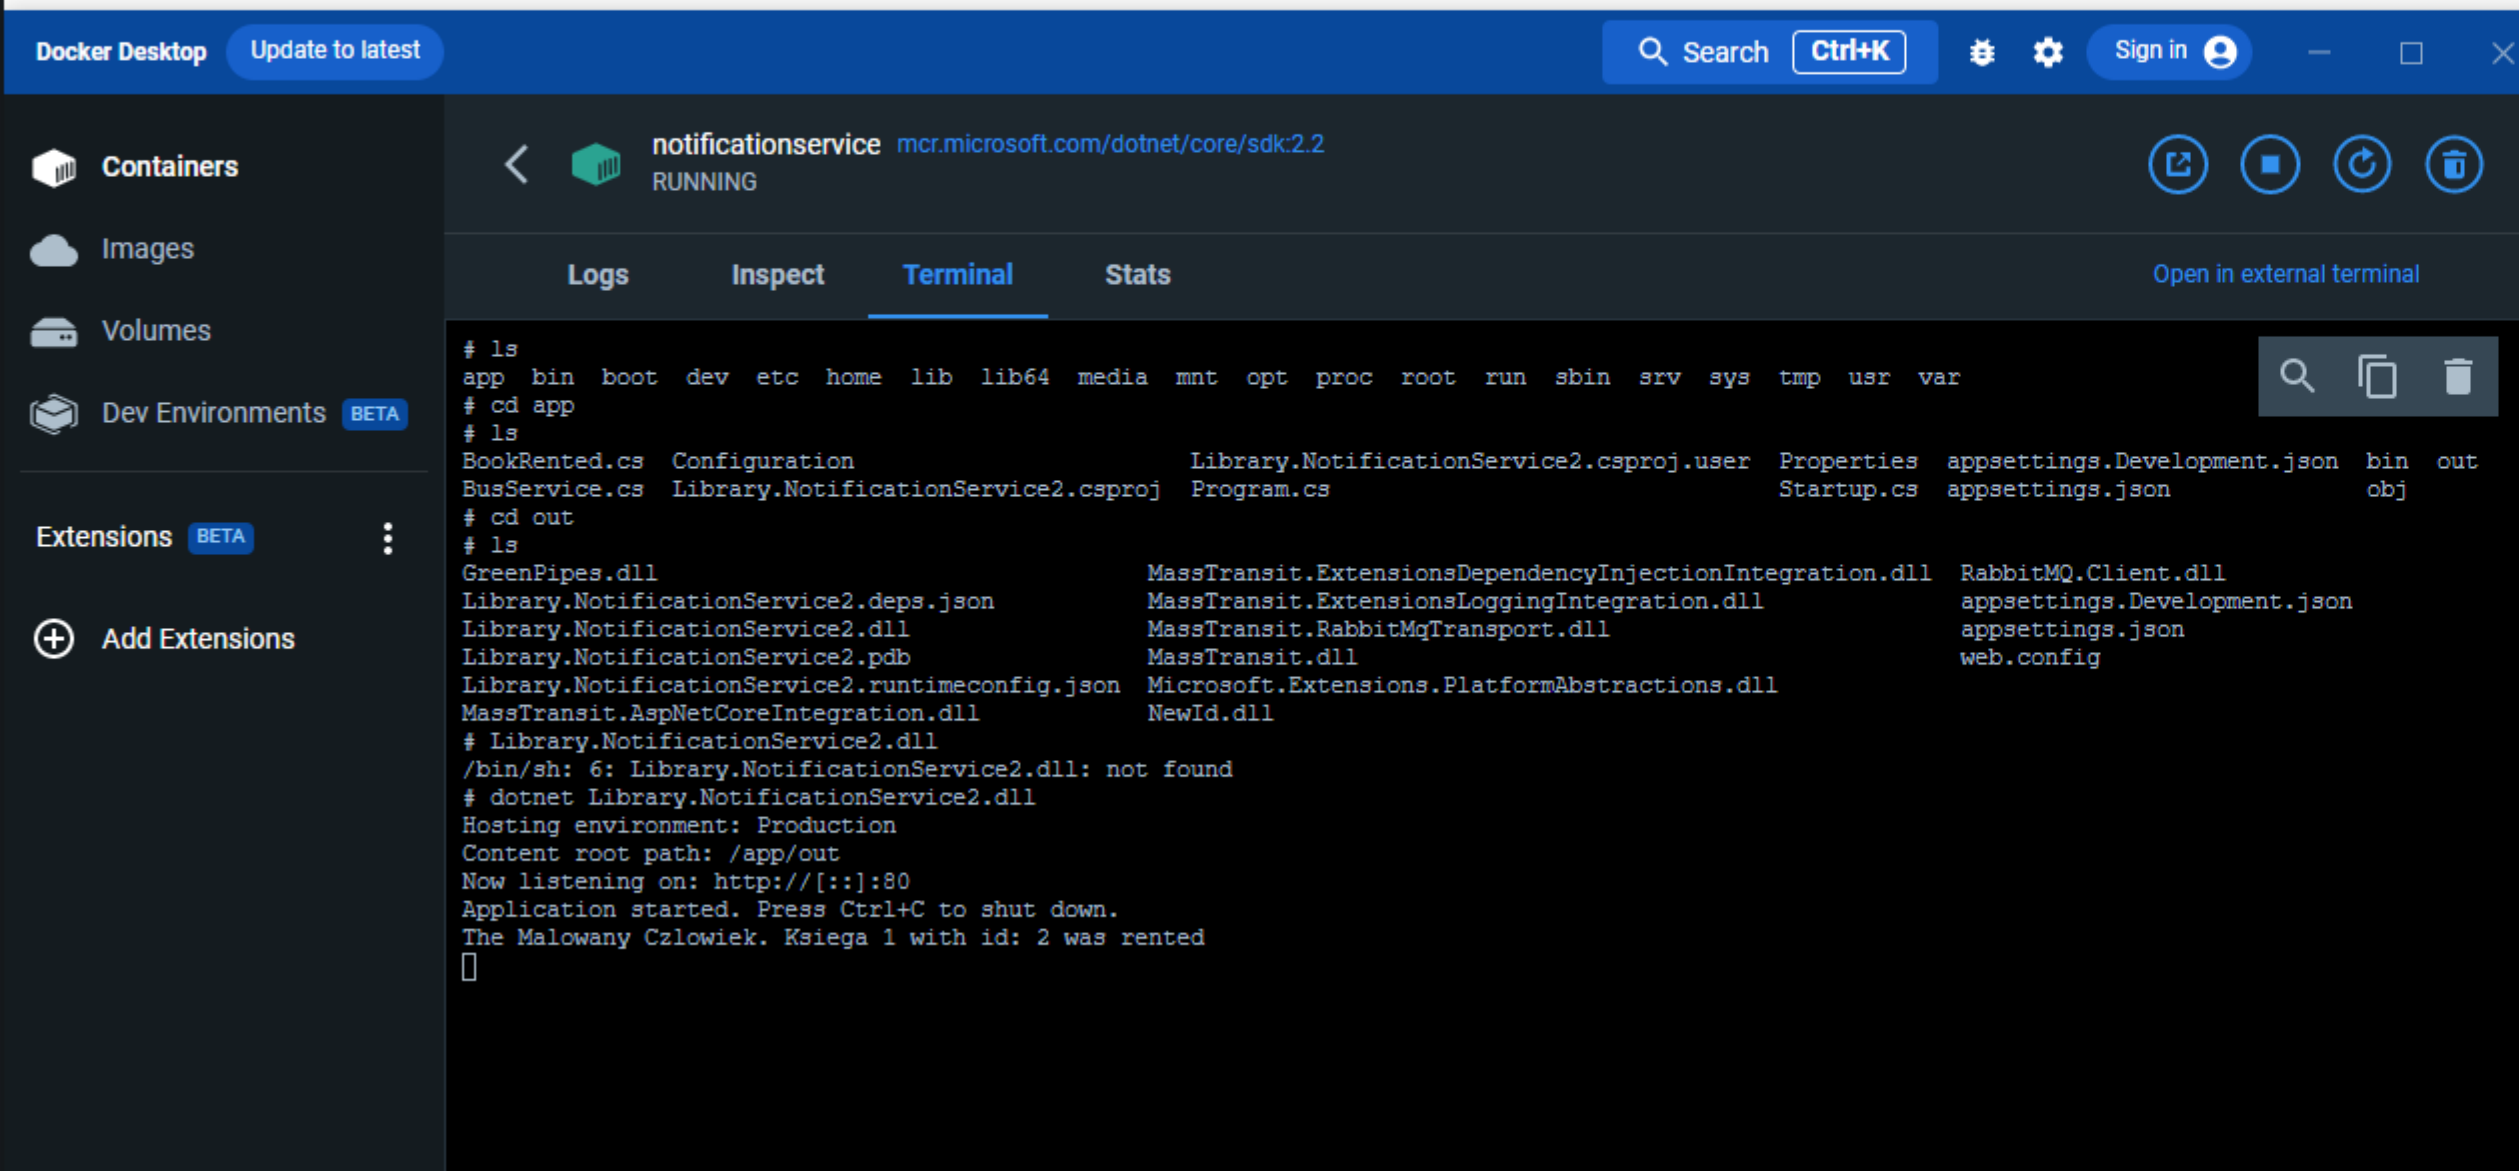 Docker Desktop Update to latest Search Ctrl+K Sign in
Containers
Images
Volumes
Dev Environments BETA
Extensions BETA
Add Extensions
notificationservice mcr.microsoft.com/dotnet/core/sdk:2.2
RUNNING
Logs Inspect Terminal Stats Open in external terminal
# ls
app bin boot dev etc home lib lib64 media mnt opt proc root run sbin srv sys tmp usr var
# cd app
# ls
BookRented.cs Configuration Library.NotificationService2.csproj.user Properties appsettings.Development.json bin out
BusService.cs Library.NotificationService2.csproj Program.cs Startup.cs appsettings.json obj
# cd out
# ls
GreenPipes.dll MassTransit.ExtensionsDependencyInjectionIntegration.dll RabbitMQ.Client.dll
Library.NotificationService2.deps.json MassTransit.ExtensionsLoggingIntegration.dll appsettings.Development.json
Library.NotificationService2.dll MassTransit.RabbitMqTransport.dll appsettings.json
Library.NotificationService2.pdb MassTransit.dll web.config
Library.NotificationService2.runtimeconfig.json Microsoft.Extensions.PlatformAbstractions.dll
MassTransit.AspNetCoreIntegration.dll NewId.dll
# Library.NotificationService2.dll
/bin/sh: 6: Library.NotificationService2.dll: not found
# dotnet Library.NotificationService2.dll
Hosting environment: Production
Content root path: /app/out
Now listening on: http://[::]:80
Application started. Press Ctrl+C to shut down.
The Malowany Czlowiek. Ksiega 1 with id: 2 was rented